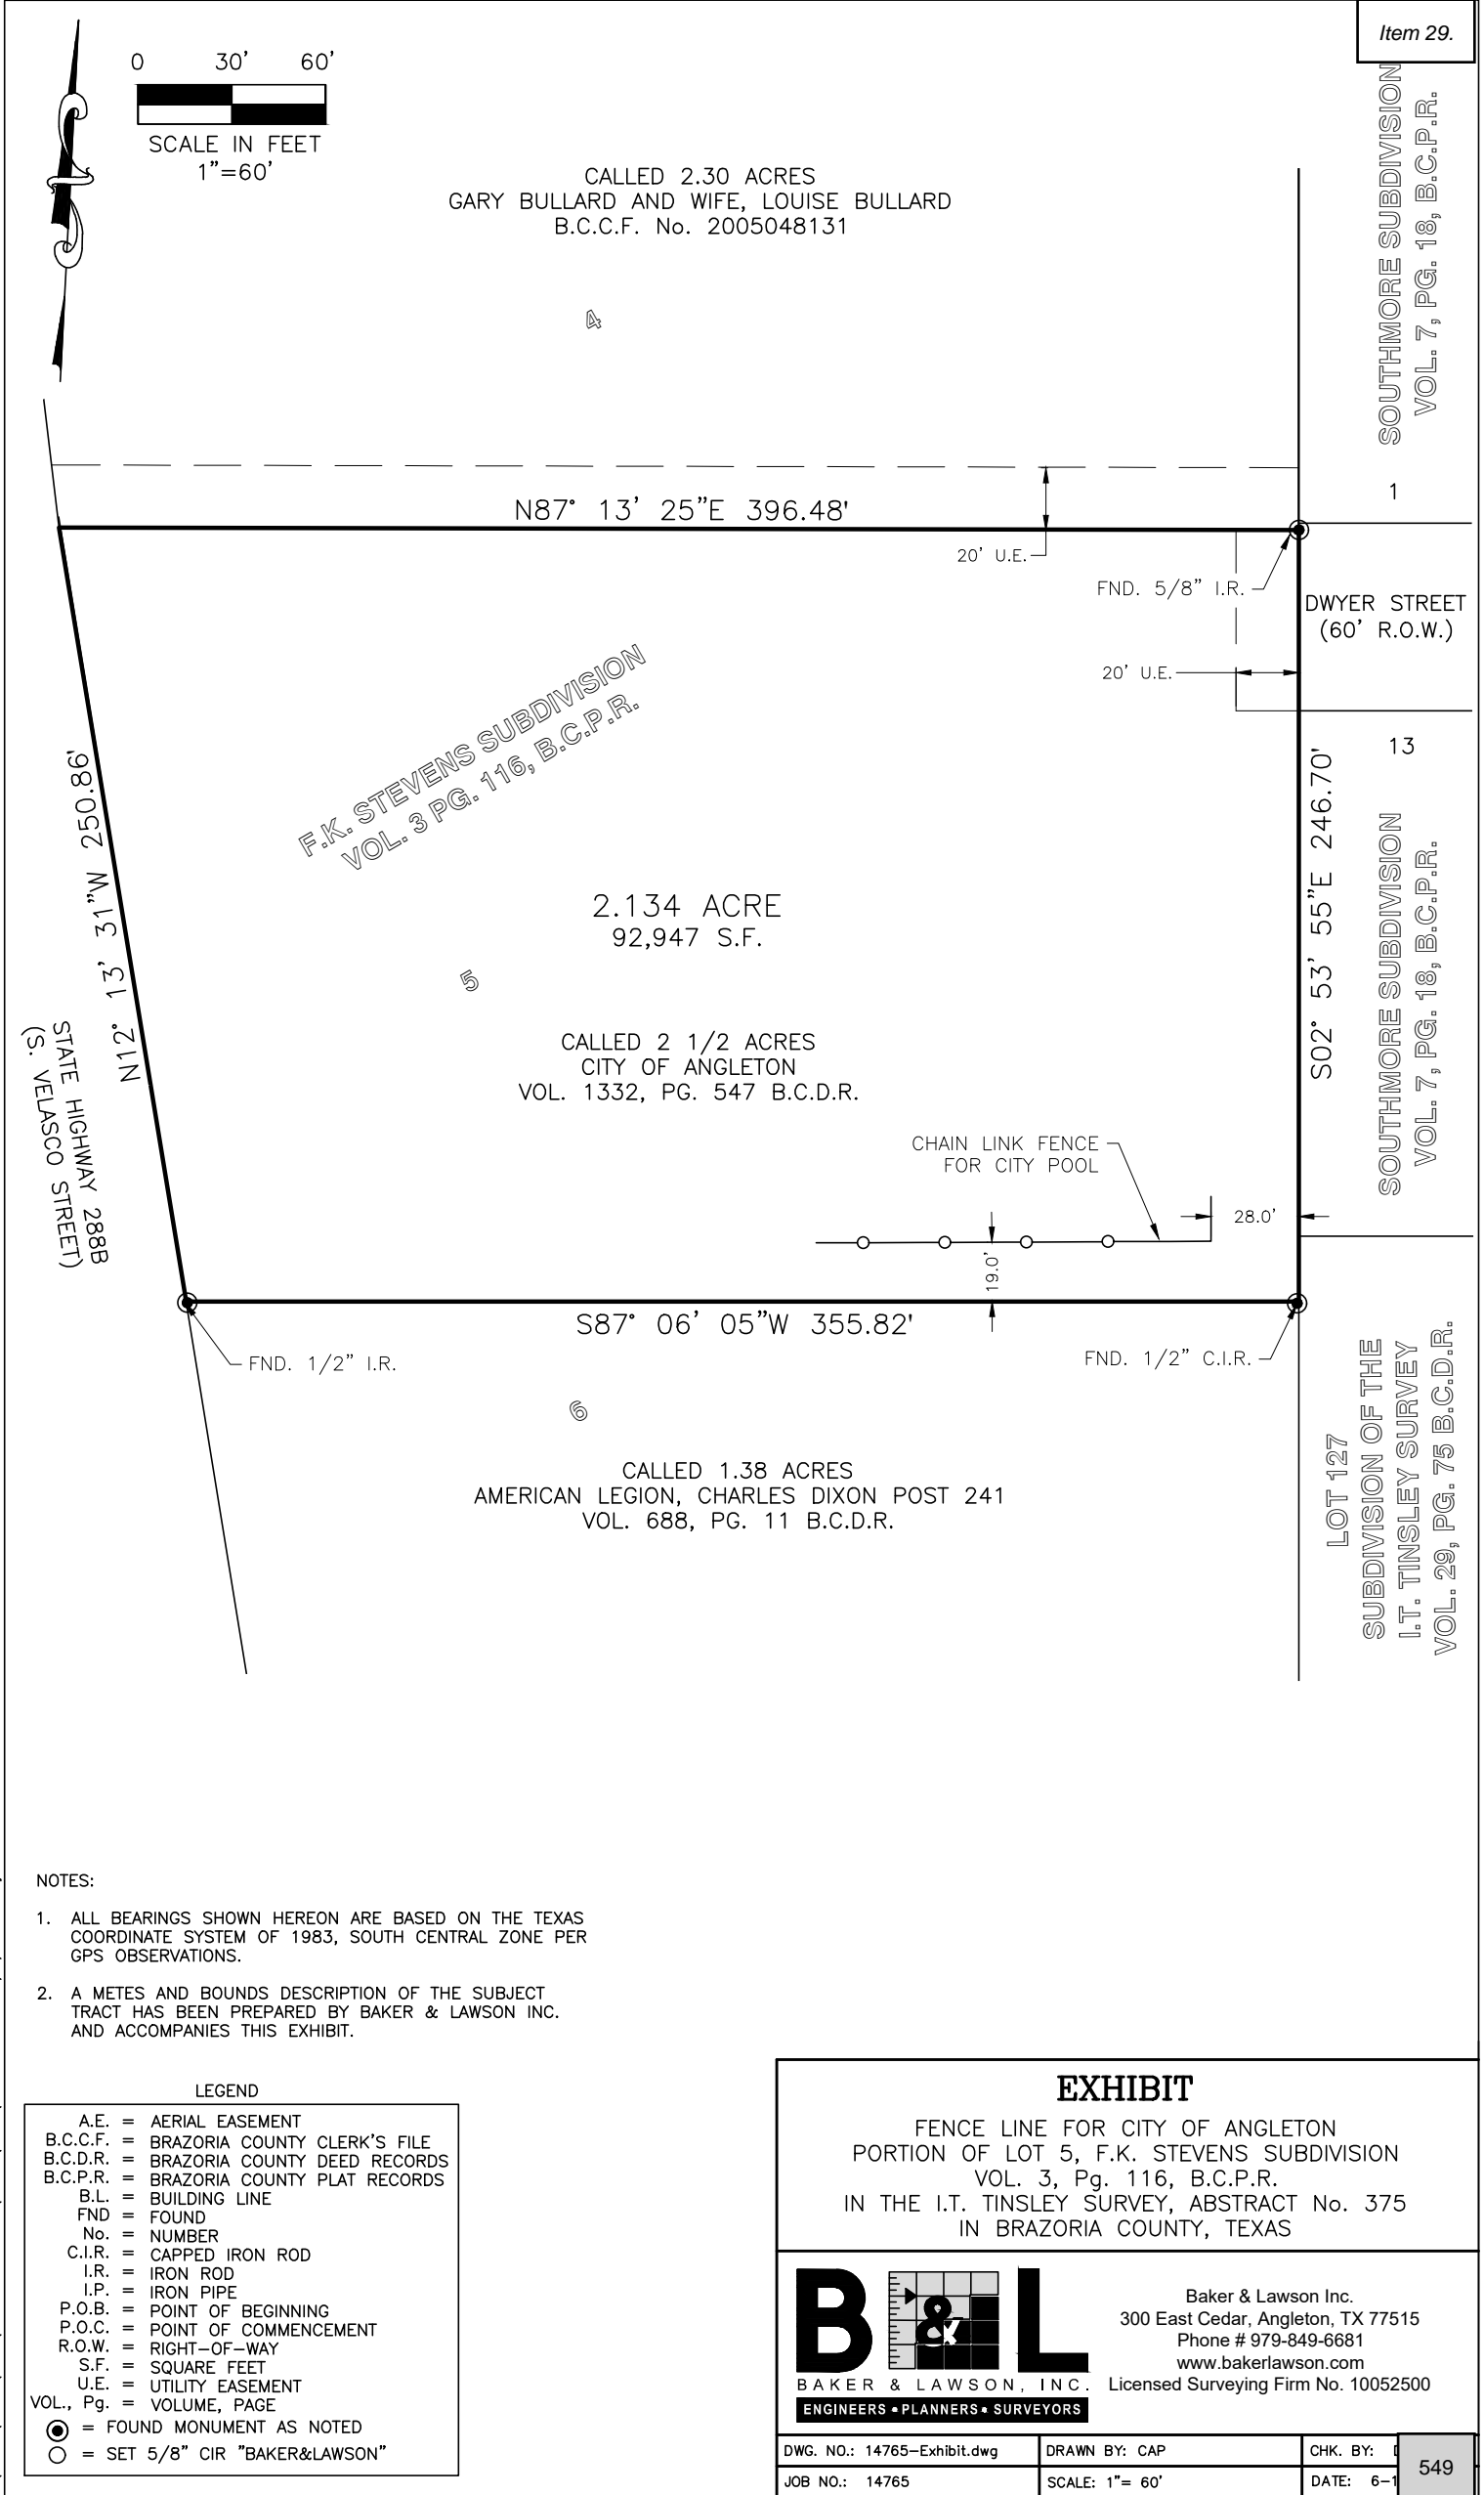 Item 29.
0 30' 60'
SCALE IN FEET
1"=60'
CALLED 2.30 ACRES
GARY BULLARD AND WIFE, LOUISE BULLARD
B.C.C.F. No. 2005048131
4
SOUTHMORE SUBDIVISION
VOL. 7, PG. 18, B.C.P.R.
1
N87° 13' 25"E 396.48'
20' U.E.
FND. 5/8" I.R.
DWYER STREET
(60' R.O.W.)
20' U.E.
F.K. STEVENS SUBDIVISION
VOL. 3 PG. 116, B.C.P.R.
13
N12° 13' 31"W 250.86'
S02° 53' 55"E 246.70'
SOUTHMORE SUBDIVISION
VOL. 7, PG. 18, B.C.P.R.
2.134 ACRE
92,947 S.F.
5
CALLED 2 1/2 ACRES
CITY OF ANGLETON
VOL. 1332, PG. 547 B.C.D.R.
STATE HIGHWAY 288B
(S. VELASCO STREET)
CHAIN LINK FENCE
FOR CITY POOL
28.0'
19.0'
S87° 06' 05"W 355.82'
FND. 1/2" I.R.
FND. 1/2" C.I.R.
6
CALLED 1.38 ACRES
AMERICAN LEGION, CHARLES DIXON POST 241
VOL. 688, PG. 11 B.C.D.R.
LOT 127
SUBDIVISION OF THE
I.T. TINSLEY SURVEY
VOL. 29, PG. 75 B.C.D.R.
NOTES:
1. ALL BEARINGS SHOWN HEREON ARE BASED ON THE TEXAS
COORDINATE SYSTEM OF 1983, SOUTH CENTRAL ZONE PER
GPS OBSERVATIONS.
2. A METES AND BOUNDS DESCRIPTION OF THE SUBJECT
TRACT HAS BEEN PREPARED BY BAKER & LAWSON INC.
AND ACCOMPANIES THIS EXHIBIT.
LEGEND
A.E. = AERIAL EASEMENT
B.C.C.F. = BRAZORIA COUNTY CLERK'S FILE
B.C.D.R. = BRAZORIA COUNTY DEED RECORDS
B.C.P.R. = BRAZORIA COUNTY PLAT RECORDS
B.L. = BUILDING LINE
FND = FOUND
No. = NUMBER
C.I.R. = CAPPED IRON ROD
I.R. = IRON ROD
I.P. = IRON PIPE
P.O.B. = POINT OF BEGINNING
P.O.C. = POINT OF COMMENCEMENT
R.O.W. = RIGHT-OF-WAY
S.F. = SQUARE FEET
U.E. = UTILITY EASEMENT
VOL., Pg. = VOLUME, PAGE
= FOUND MONUMENT AS NOTED
= SET 5/8" CIR "BAKER&LAWSON"
EXHIBIT
FENCE LINE FOR CITY OF ANGLETON
PORTION OF LOT 5, F.K. STEVENS SUBDIVISION
VOL. 3, Pg. 116, B.C.P.R.
IN THE I.T. TINSLEY SURVEY, ABSTRACT No. 375
IN BRAZORIA COUNTY, TEXAS
B & L
BAKER & LAWSON, INC.
ENGINEERS • PLANNERS • SURVEYORS
Baker & Lawson Inc.
300 East Cedar, Angleton, TX 77515
Phone # 979-849-6681
www.bakerlawson.com
Licensed Surveying Firm No. 10052500
DWG. NO.: 14765-Exhibit.dwg DRAWN BY: CAP CHK. BY:
JOB NO.: 14765 SCALE: 1"= 60' DATE: 6-1
549